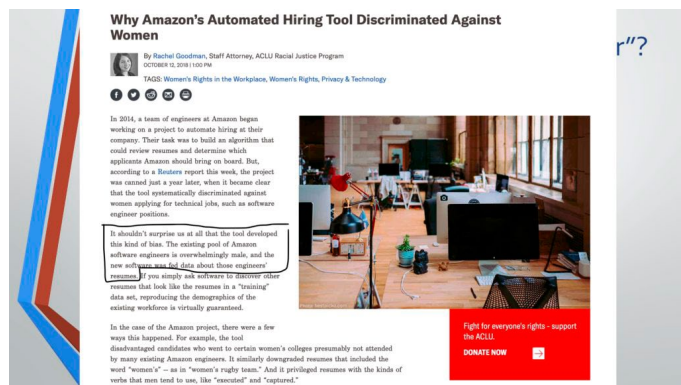 Why Amazon's Automated Hiring Tool Discriminated Against
Women
r"?
By Rachel Goodman, Staff Attorney, ACLU Racial Justice Program
OCTOBER 12, 2018 | 1:00 PM
TAGS: Women's Rights in the Workplace, Women's Rights, Privacy & Technology
In 2014, a team of engineers at Amazon began
working on a project to automate hiring at their
company. Their task was to build an algorithm that
could review resumes and determine which
applicants Amazon should bring on board. But,
according to a Reuters report this week, the project
was canned just a year later, when it became clear
that the tool systematically discriminated against
women applying for technical jobs, such as software
engineer positions.
It shouldn't surprise us at all that the tool developed
this kind of bias. The existing pool of Amazon
software engineers is overwhelmingly male, and the
new software was fed data about those engineers'
resumes. If you simply ask software to discover other
resumes that look like the resumes in a "training"
data set, reproducing the demographics of the
existing workforce is virtually guaranteed.
In the case of the Amazon project, there were a few
ways this happened. For example, the tool
disadvantaged candidates who went to certain women's colleges presumably not attended
by many existing Amazon engineers. It similarly downgraded resumes that included the
word "women's" — as in "women's rugby team." And it privileged resumes with the kinds of
verbs that men tend to use, like "executed" and "captured."
Fight for everyone's rights - support
the ACLU.
DONATE NOW